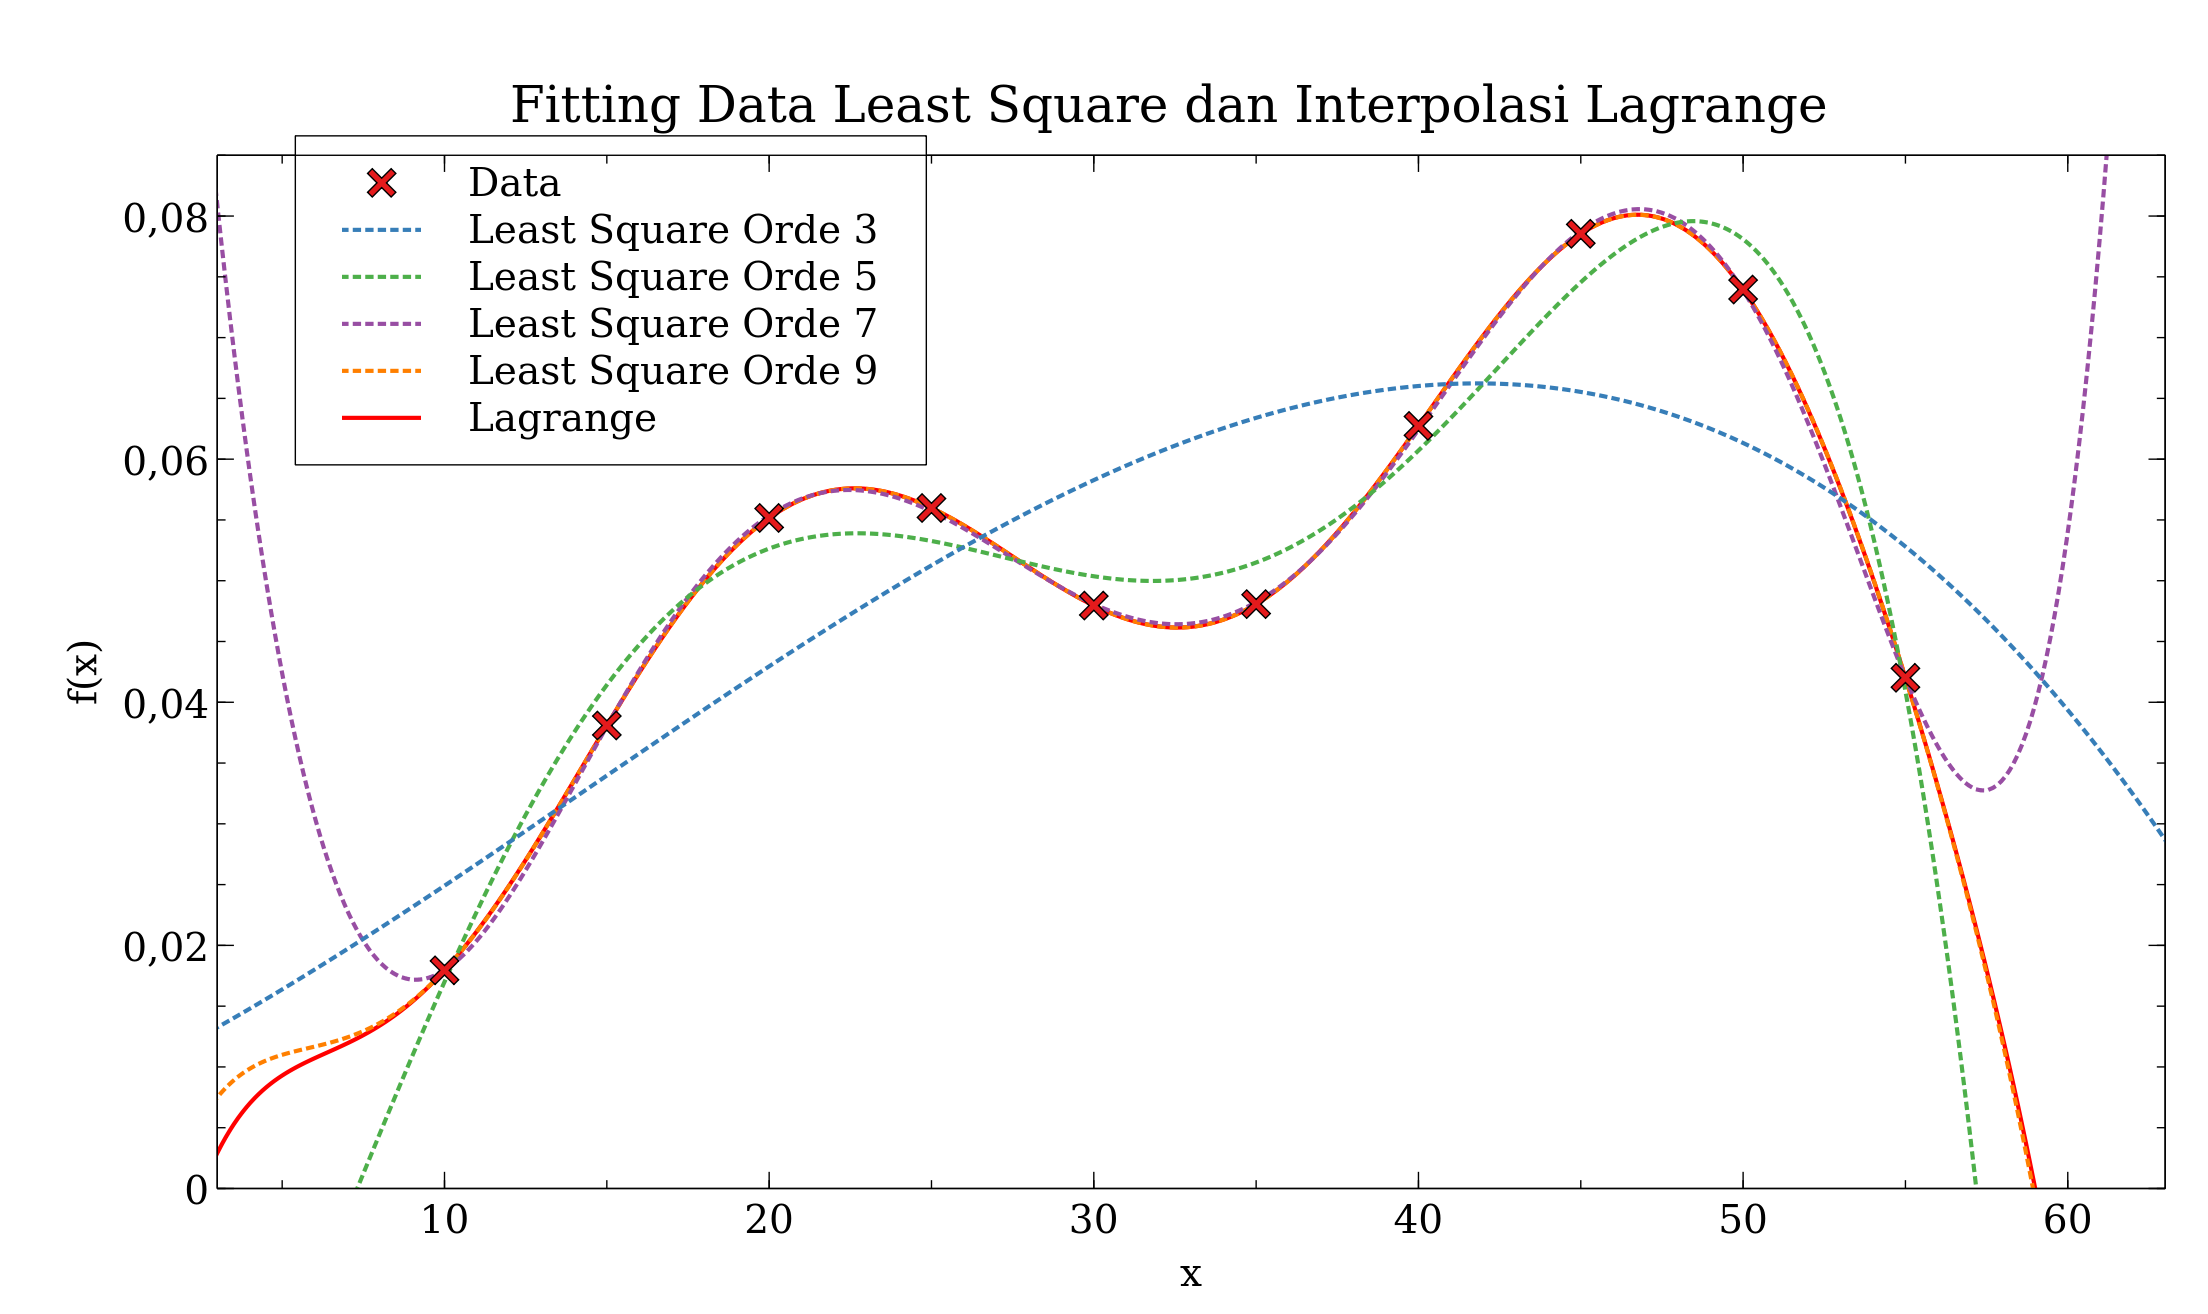 Fitting Data Least Square dan Interpolasi Lagrange
Data
Least Square Orde 3
Least Square Orde 5
Least Square Orde 7
Least Square Orde 9
Lagrange
0,08
0,06
0,04
0,02
0
f(x)
10 20 30 40 50 60
x